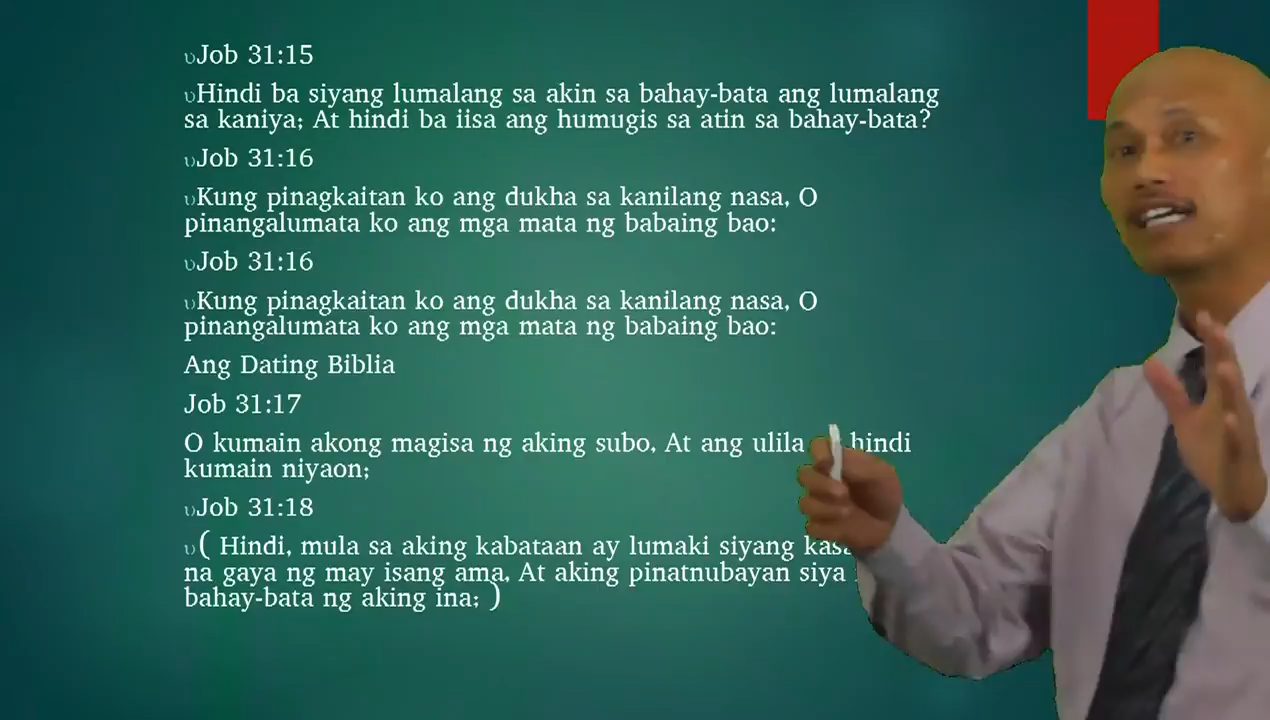 Job 31:15
Hindi ba siyang lumalang sa akin sa bahay-bata ang lumalang
sa kaniya; At hindi ba iisa ang humugis sa atin sa bahay-bata?
Job 31:16
Kung pinagkaitan ko ang dukha sa kanilang nasa, O
pinangalumata ko ang mga mata ng babaing bao:
Job 31:16
Kung pinagkaitan ko ang dukha sa kanilang nasa, O
pinangalumata ko ang mga mata ng babaing bao:
Ang Dating Biblia
Job 31:17
O kumain akong magisa ng aking subo, At ang ulila hindi
kumain niyaon;
Job 31:18
( Hindi, mula sa aking kabataan ay lumaki siyang
na gaya ng may isang ama, At aking pinatnubayan siya
bahay-bata ng aking ina; )